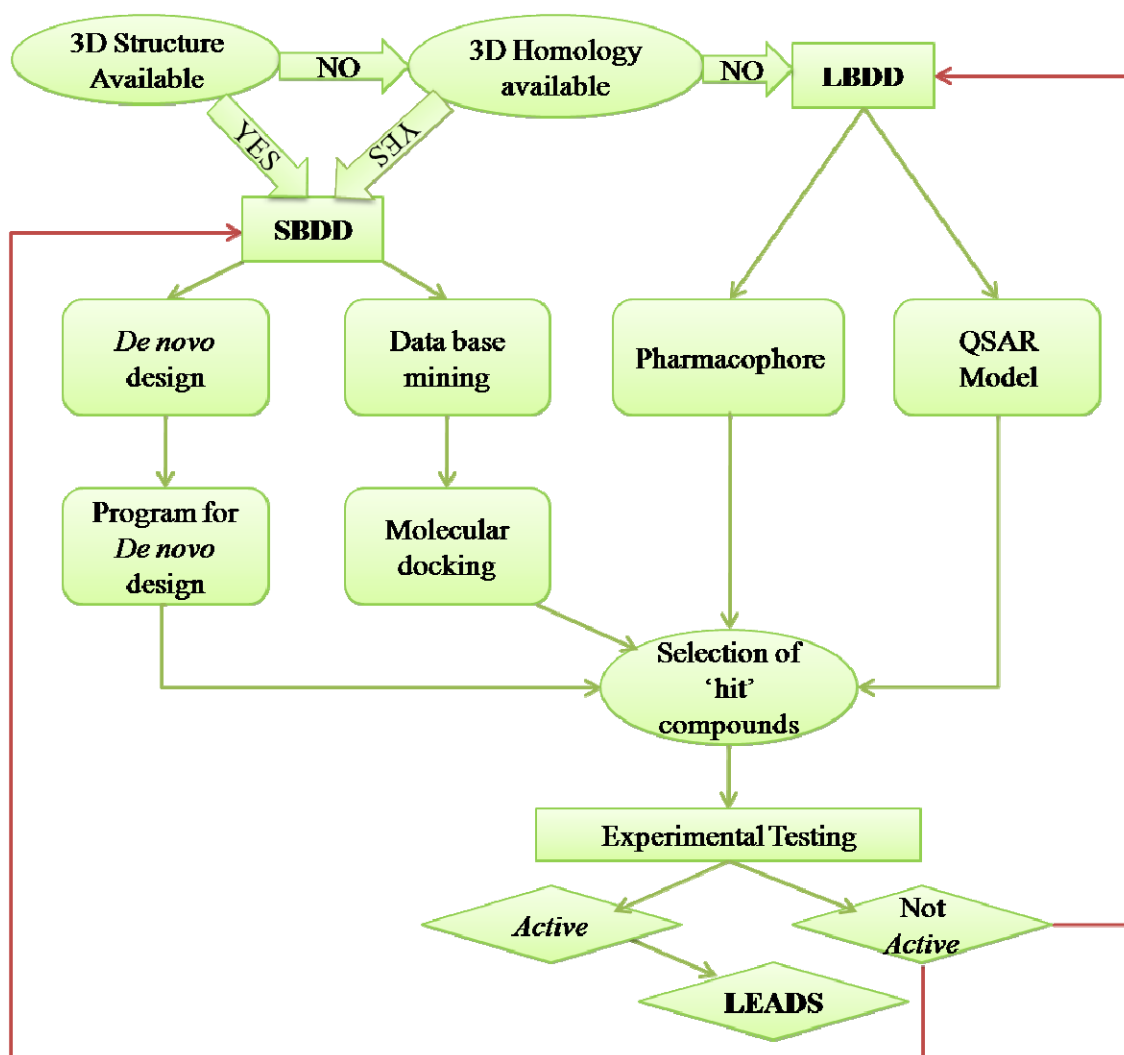 3D Structure
Available
NO
3D Homology
available
NO
LBDD
YES
YES
SBDD
De novo
design
Data base
mining
Pharmacophore
QSAR
Model
Program for
De novo
design
Molecular
docking
Selection of
‘hit’
compounds
Experimental Testing
Active
Not
Active
LEADS